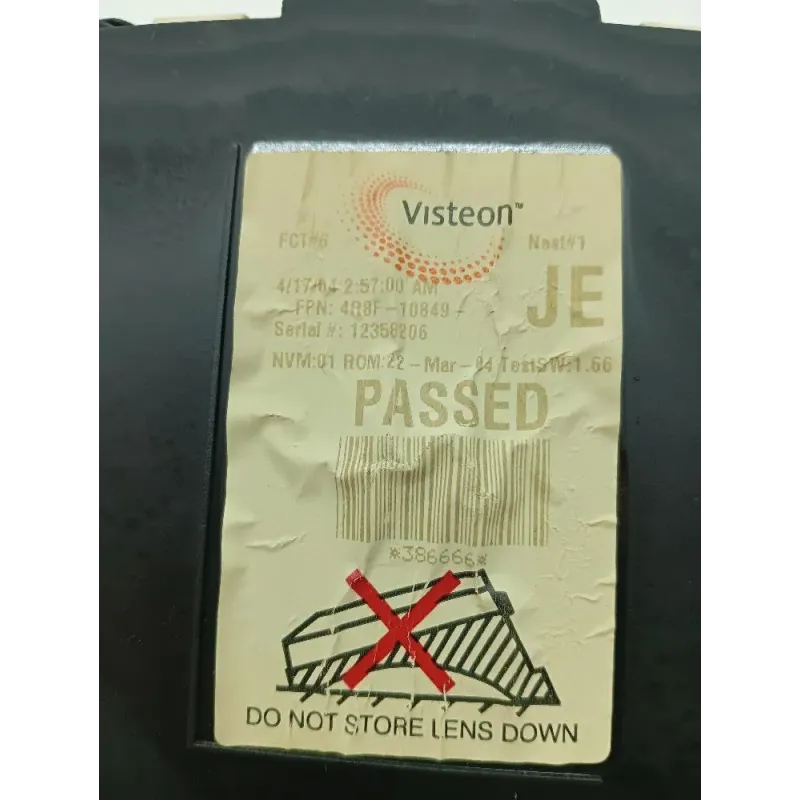 Visteon™
FCT#6 Nest#1
4/17/04 2:57:00 AM JE
FPN: 4R8F-10849-
Serial #: 12358206
NVM:01 ROM:22-Mar-04 TestSW:1.66
PASSED
*386666*
DO NOT STORE LENS DOWN